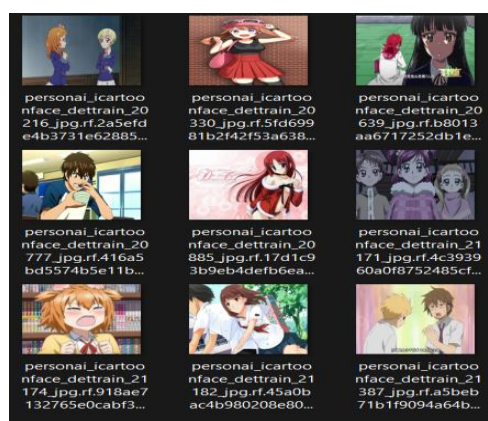 personai_icartoo
nface_dettrain_20
216_jpg.rf.2a5efd
e4b3731e62885...
personai_icartoo
nface_dettrain_20
330_jpg.rf.5fd699
81b2f42f53a638...
personai_icartoo
nface_dettrain_20
639_jpg.rf.b8013
aa6717252db1e...
personai_icartoo
nface_dettrain_20
777_jpg.rf.416a5
bd5574b5e11b...
personai_icartoo
nface_dettrain_20
885_jpg.rf.17d1c9
3b9eb4defb6ea...
personai_icartoo
nface_dettrain_21
171_jpg.rf.4c3939
60a0f8752485cf...
personai_icartoo
nface_dettrain_21
174_jpg.rf.918ae7
132765e0cabf3...
personai_icartoo
nface_dettrain_21
182_jpg.rf.45a0b
ac4b980208e80...
personai_icartoo
nface_dettrain_21
387_jpg.rf.a5beb
71b1f9094a64b...